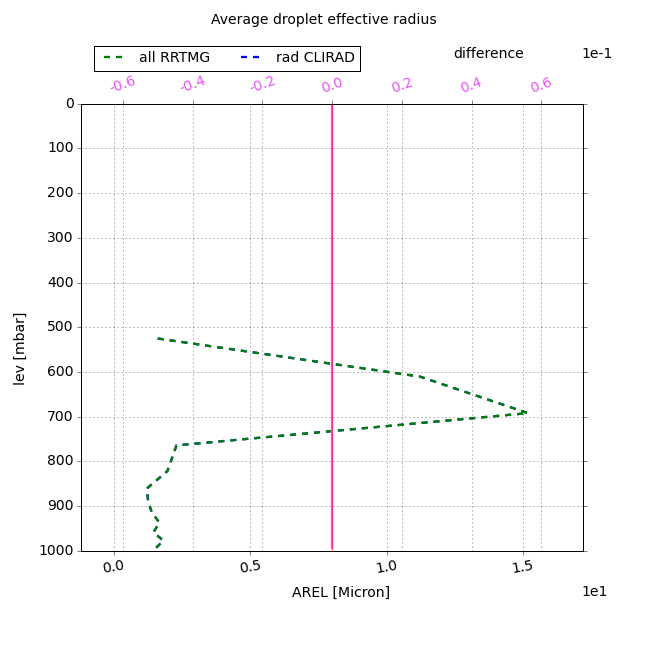 Average droplet effective radius
all RRTMG rad CLIRAD difference 1e-1
-0.6 -0.4 -0.2 0.0 0.2 0.4 0.6
0
100
200
300
400
500
600
700
800
900
1000
lev [mbar]
0.0 0.5 1.0 1.5
AREL [Micron] 1e1